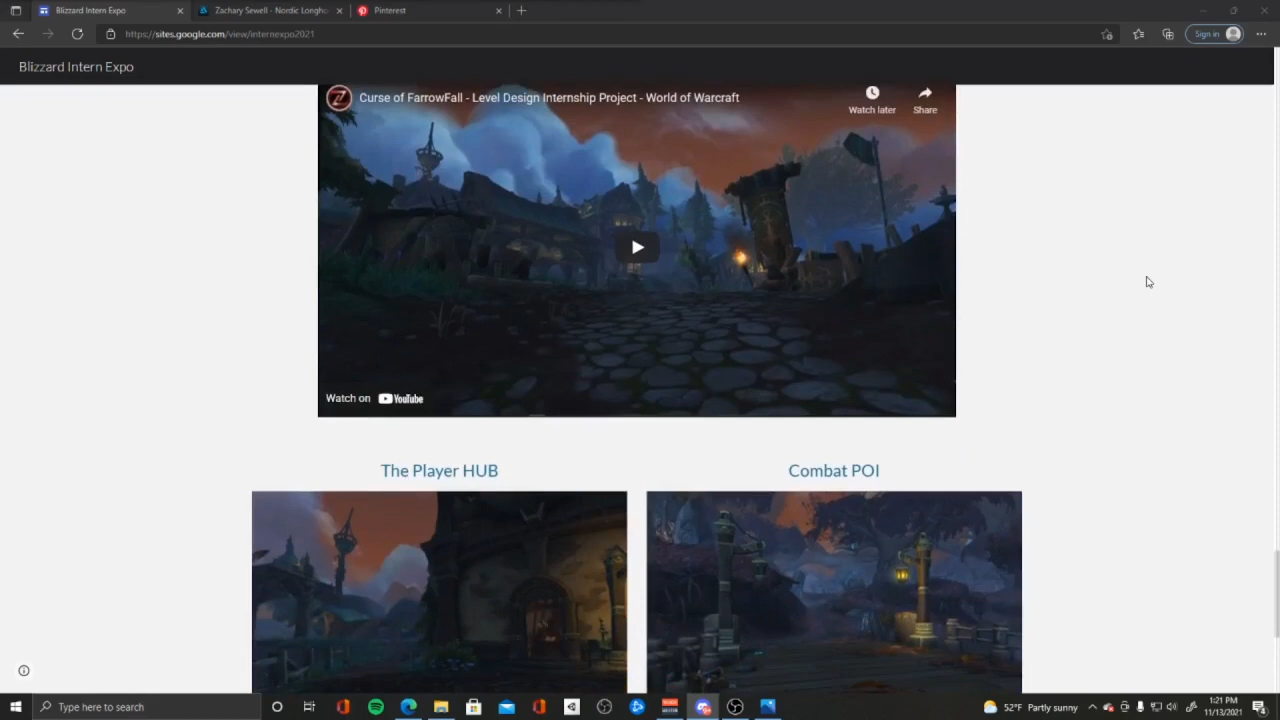 Blizzard Intern Expo
Zachary Sewell - Nordic Longho
Pinterest
https://sites.google.com/view/internexpo2021
Sign in
Blizzard Intern Expo
Curse of FarrowFall - Level Design Internship Project - World of Warcraft
Watch later
Share
Watch on YouTube
The Player HUB
Combat POI
Type here to search
52°F Partly sunny
1:21 PM
11/13/2021